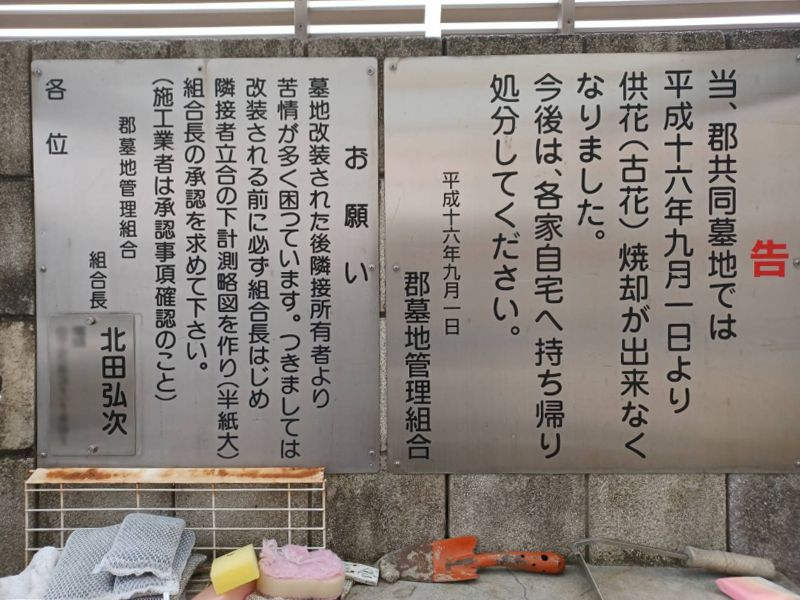 告
当、郡共同墓地では
平成十六年九月一日より
供花(古花)焼却が出来なく
なりました。
今後は、各家自宅へ持ち帰り
処分してください。
平成十六年九月一日
郡墓地管理組合
お願い
墓地改装された後隣接所有者より
苦情が多く困っています。つきましては
改装される前に必ず組合長はじめ
隣接者立合の下計測略図を作り(半紙大)
組合長の承認を求めて下さい。
(施工業者は承認事項確認のこと)
郡墓地管理組合
組合長
北田弘次
各位